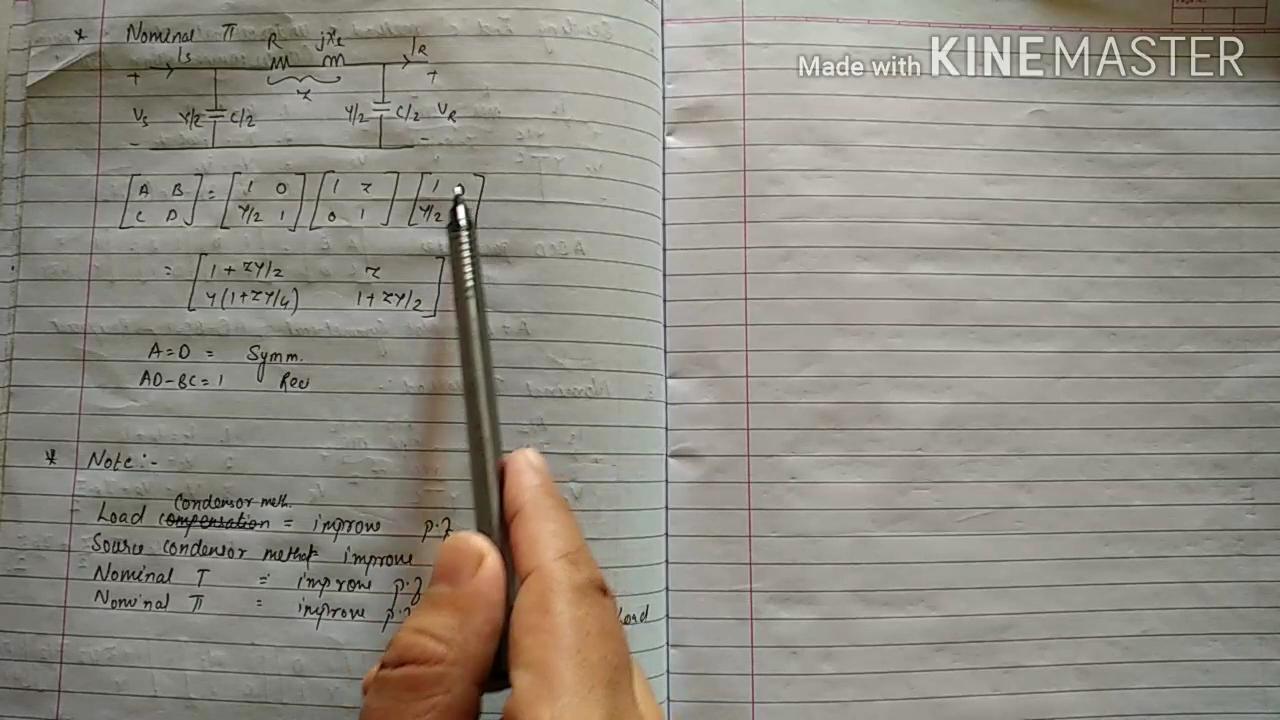 * Nominal π
Is R jXL IR
+ z +
Vs Y/2 C/2 Y/2 C/2 VR
- -
[A B] = [1 0] [1 z] [1 0]
[C D] [Y/2 1] [0 1] [Y/2
= [1 + ZY/2 z]
[Y(1+ZY/4) 1+ZY/2]
A=D = Symm.
AD-BC=1 Rev
* Note:-
Condensor meth.
Load compensation = improve p.f
Source condensor method improve
Nominal T = improve p.f
Nominal π = improve p.f Load
Made with KINEMASTER